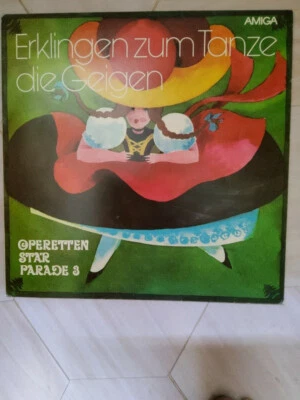 AMIGA
Erklingen zum Tanze
die Geigen
OPERETTEN
STAR
PARADE 3